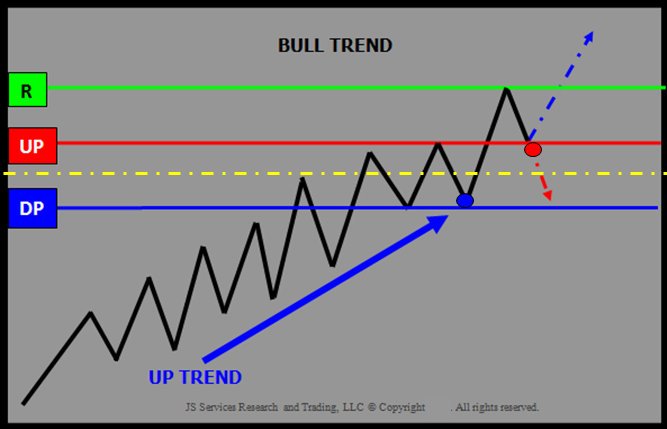 BULL TREND
R
UP
DP
UP TREND
JS Services Research and Trading, LLC © Copyright . All rights reserved.